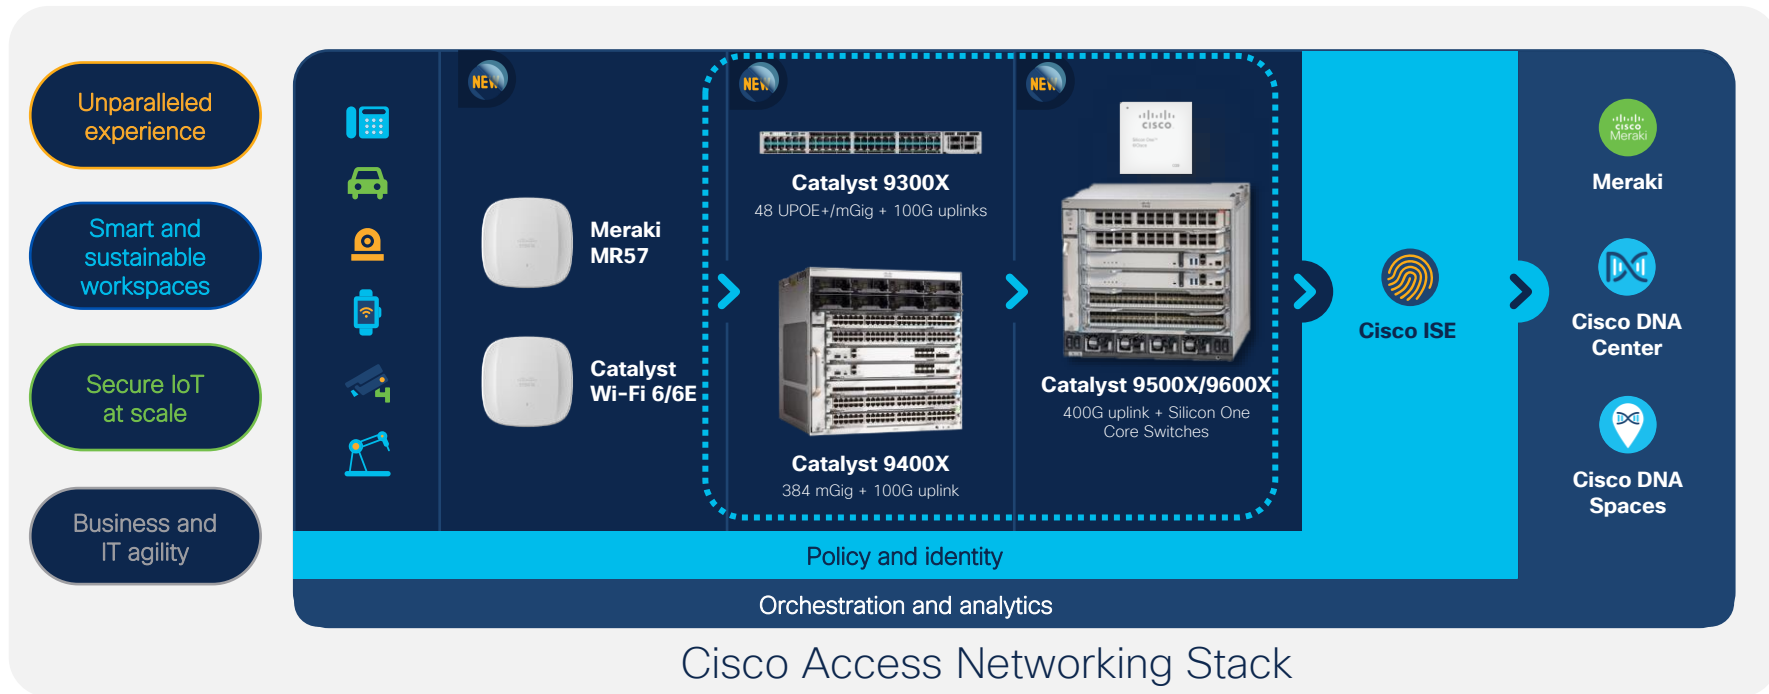 Unparalleled
experience
Smart and
sustainable
workspaces
Secure IoT
at scale
Business and
IT agility
NEW
Meraki
MR57
Catalyst
Wi-Fi 6/6E
NEW
Catalyst 9300X
48 UPOE+/mGig + 100G uplinks
Catalyst 9400X
384 mGig + 100G uplink
NEW
CISCO
Silicon One
Catalyst 9500X/9600X
400G uplink + Silicon One
Core Switches
Cisco ISE
CISCO
Meraki
Meraki
Cisco DNA
Center
Cisco DNA
Spaces
Policy and identity
Orchestration and analytics
Cisco Access Networking Stack